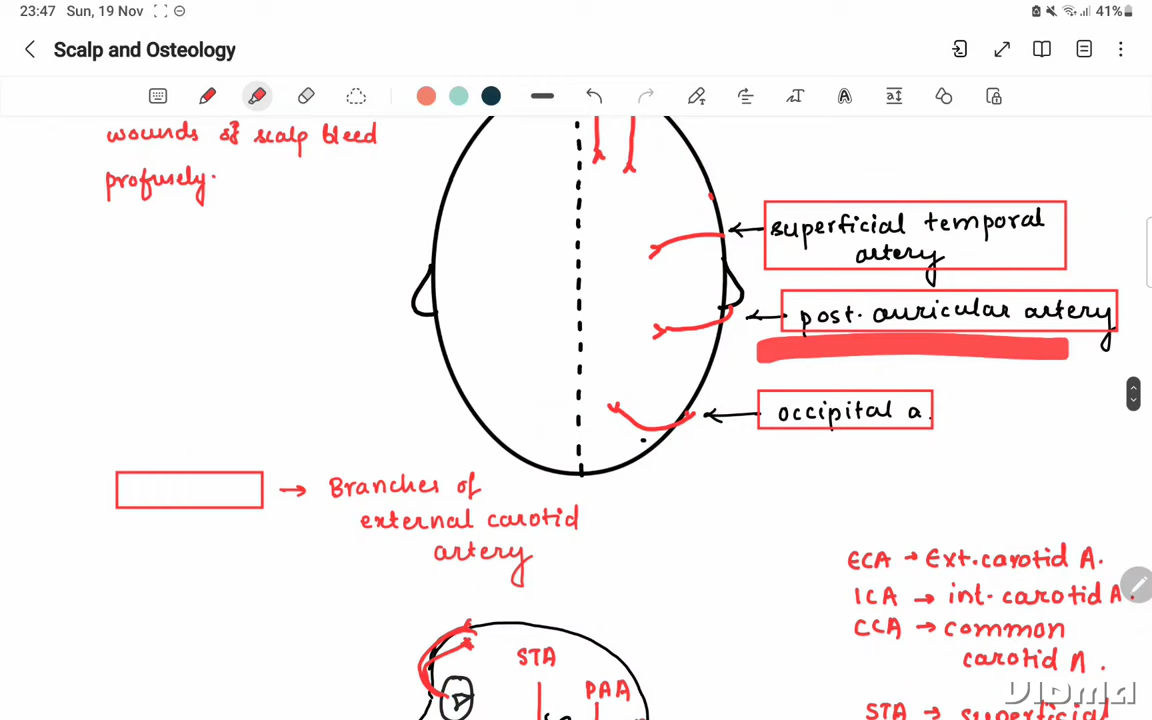 23:47 Sun, 19 Nov
41%
Scalp and Osteology
wounds of scalp bleed
profusely.
superficial temporal
artery
post. auricular artery
occipital a.
Branches of
external carotid
artery
ECA → Ext. carotid A.
ICA → int. carotid A.
CCA → common
carotid A.
STA
PAA
STA → superficial
VIDMA